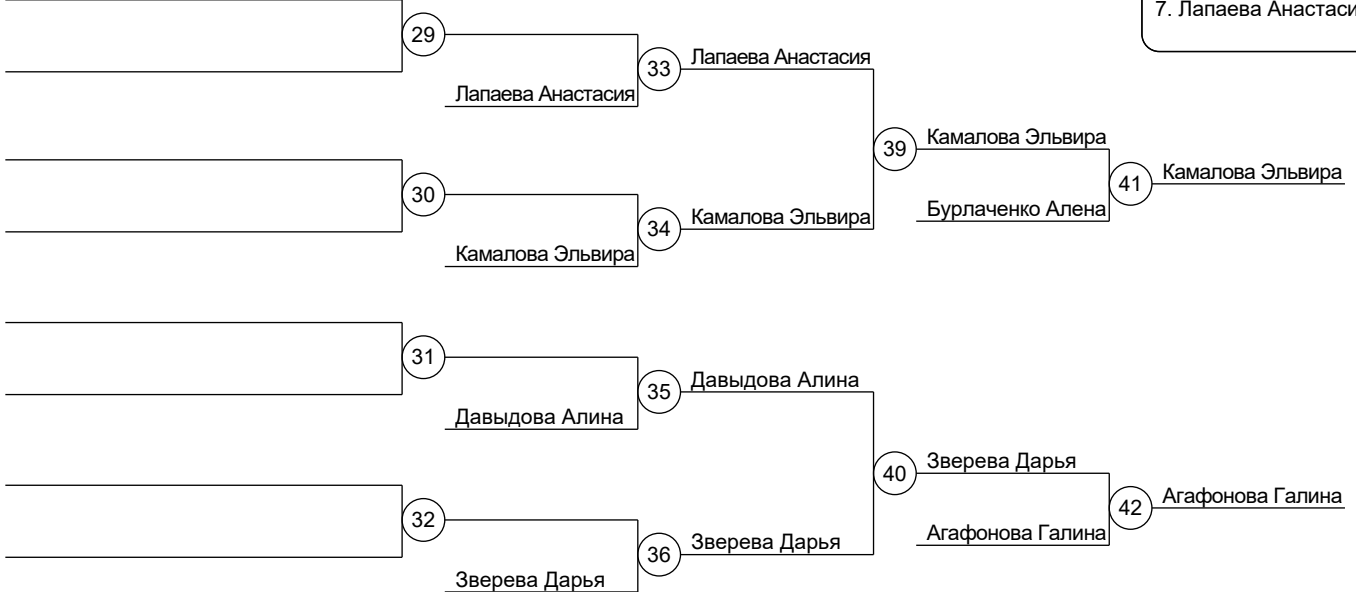 7. Лапаева Анастаси
29
33
Лапаева Анастасия
Лапаева Анастасия
39
Камалова Эльвира
30
34
Камалова Эльвира
41
Камалова Эльвира
Бурлаченко Алена
Камалова Эльвира
31
35
Давыдова Алина
Давыдова Алина
40
Зверева Дарья
32
36
Зверева Дарья
42
Агафонова Галина
Агафонова Галина
Зверева Дарья